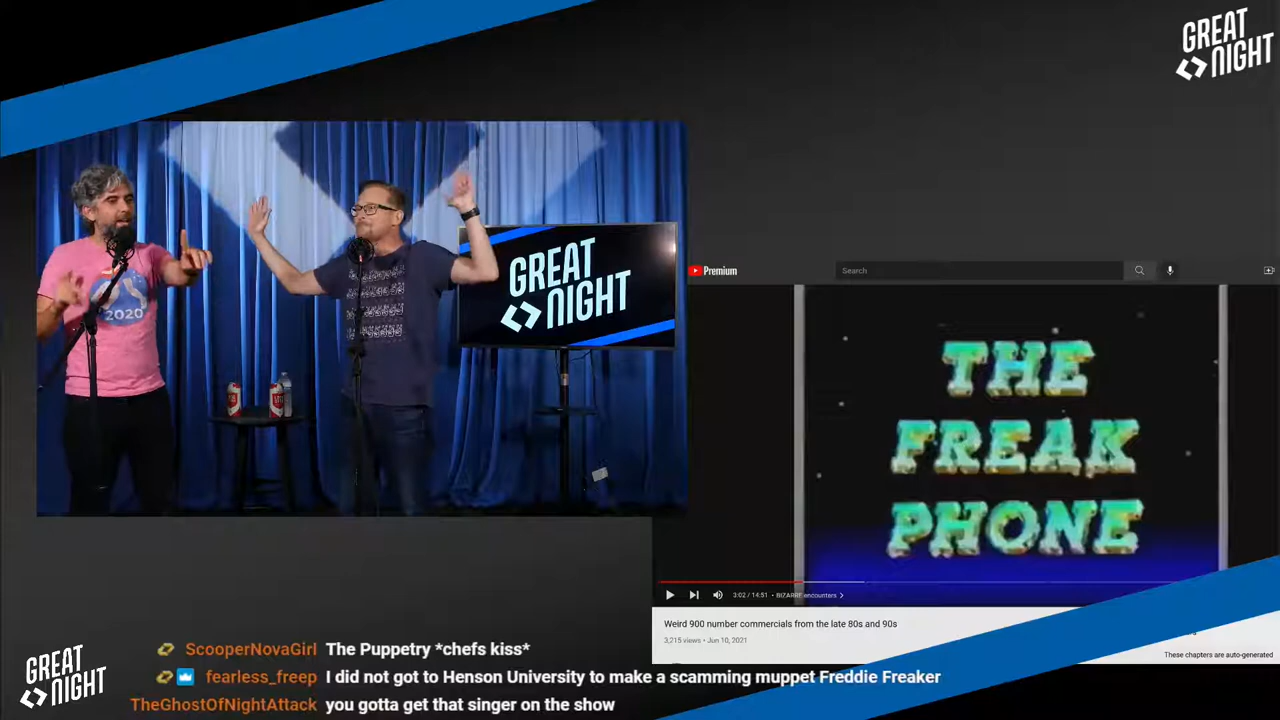 GREAT
NIGHT
GREAT
NIGHT
2020
Premium
Search
THE
FREAK
PHONE
3:02 / 14:51 • BIZARRE encounters
Weird 900 number commercials from the late 80s and 90s
3,215 views • Jun 10, 2021
These chapters are auto-generated
GREAT
NIGHT
ScooperNovaGirl The Puppetry *chefs kiss*
fearless_freep I did not got to Henson University to make a scamming muppet Freddie Freaker
TheGhostOfNightAttack you gotta get that singer on the show